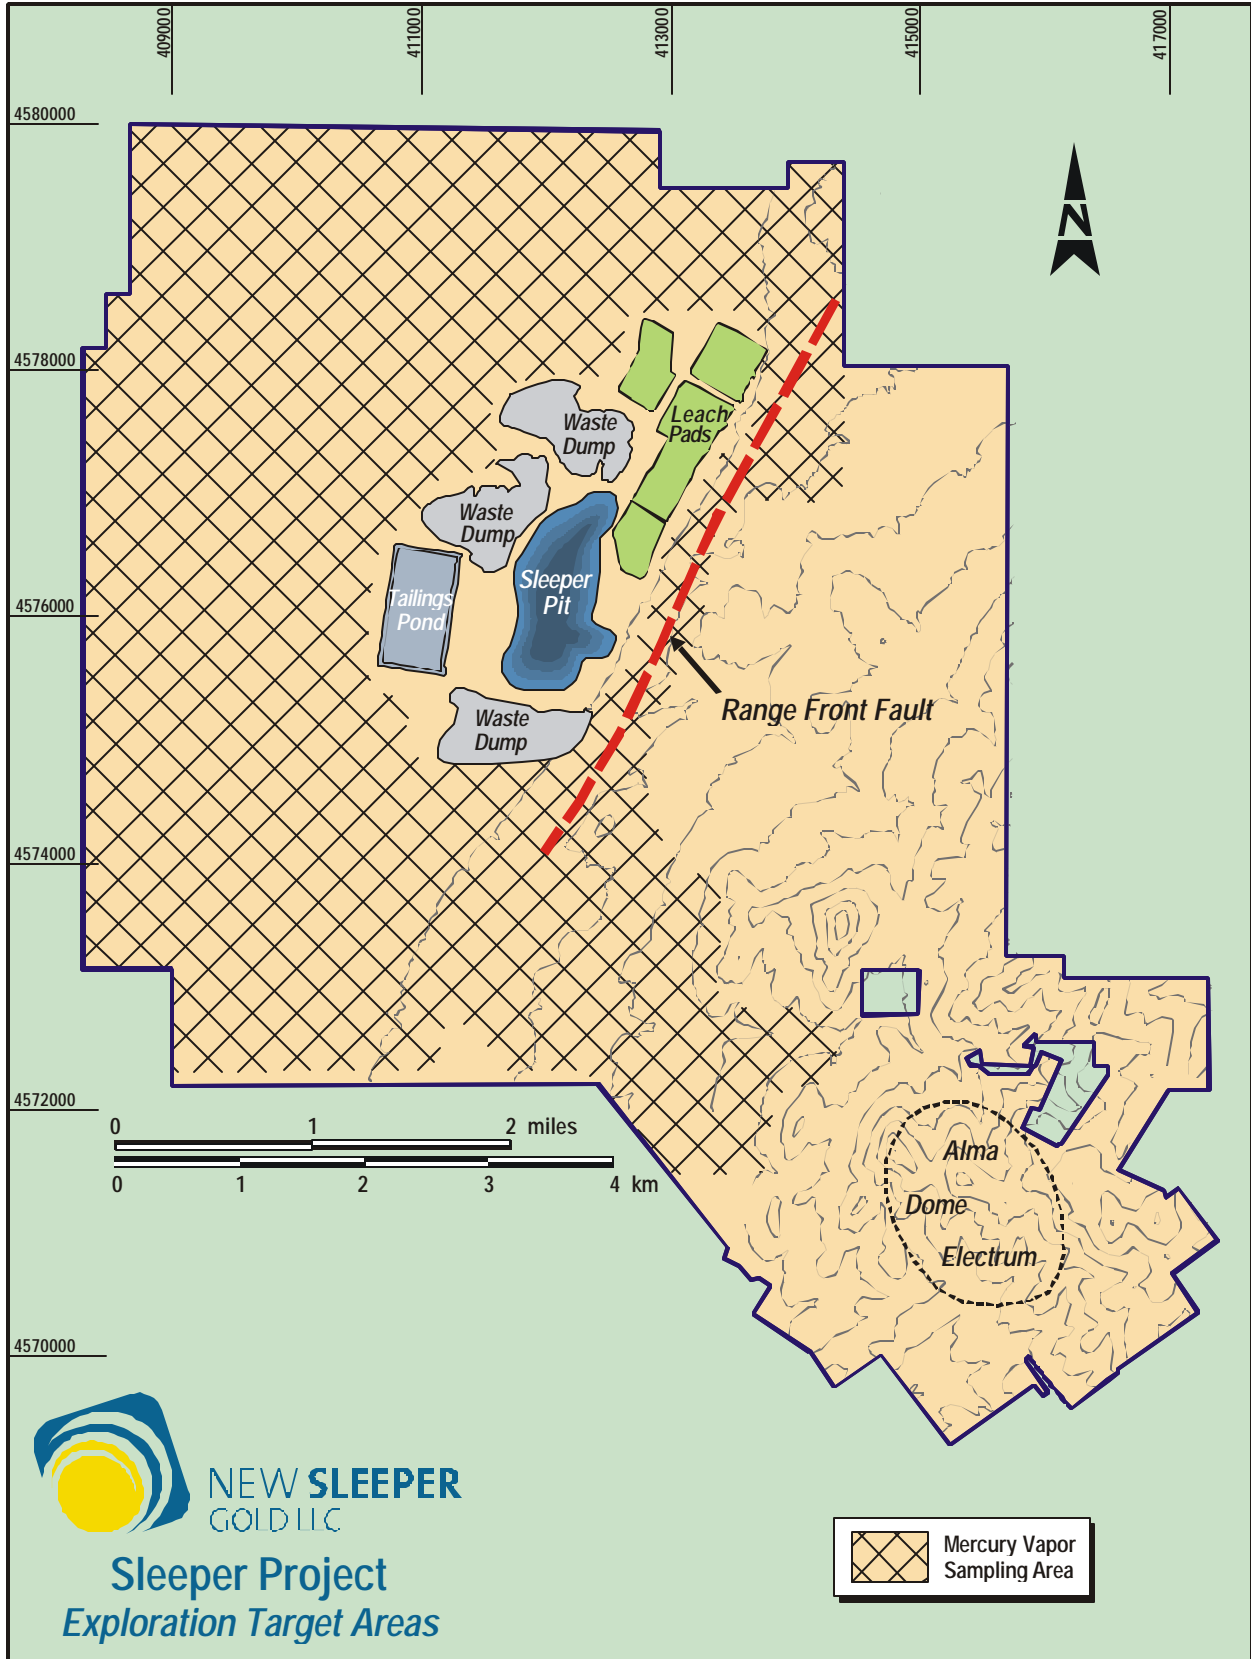 409000
411000
413000
415000
417000
4580000
N
4578000
Leach
Pads
Waste
Dump
Waste
Dump
Sleeper
Pit
Tailings
Pond
4576000
Range Front Fault
Waste
Dump
4574000
4572000
0 1 2 miles
0 1 2 3 4 km
Alma
Dome
Electrum
4570000
NEW SLEEPER
GOLD LLC
Sleeper Project
Exploration Target Areas
Mercury Vapor
Sampling Area